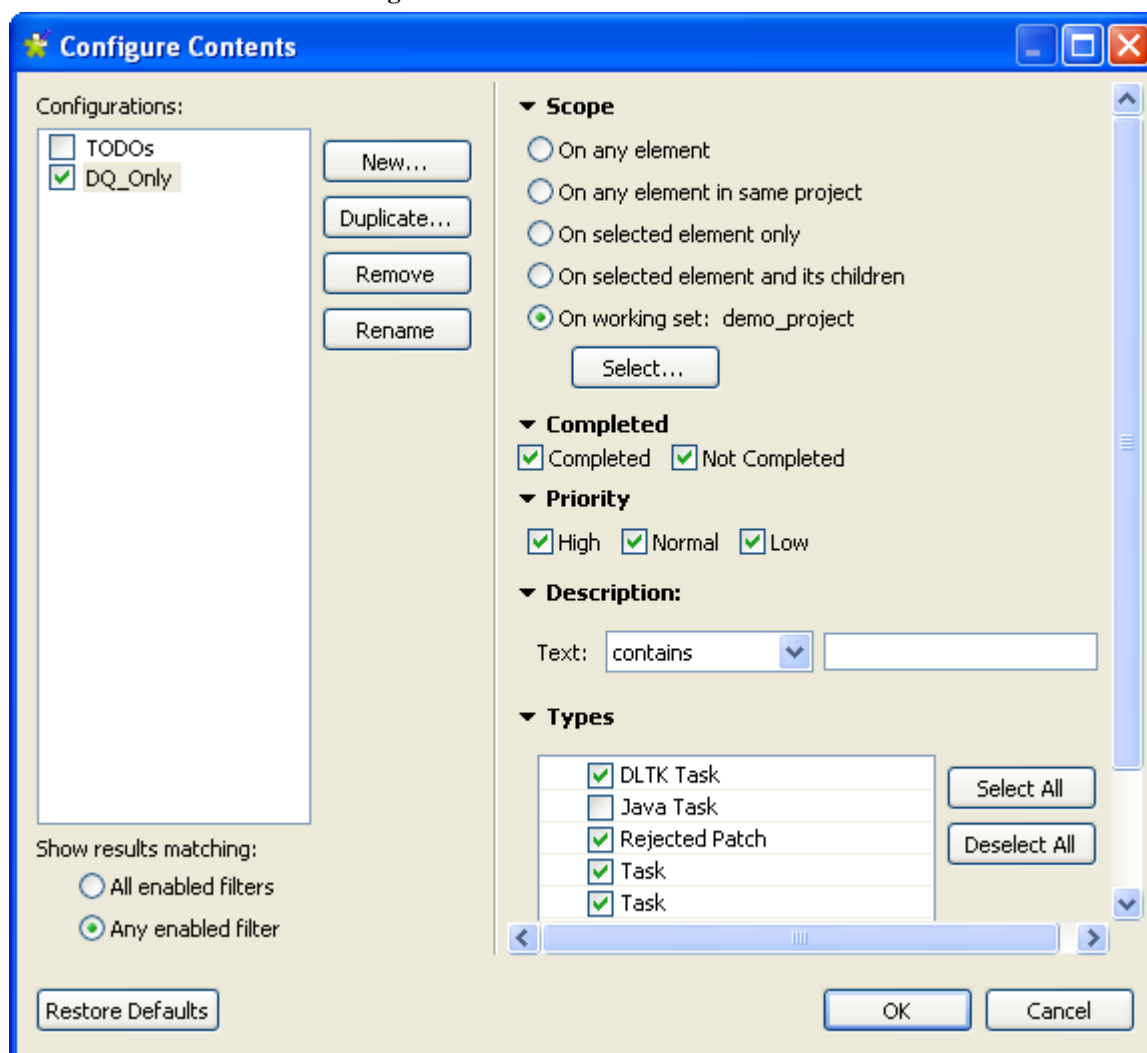 Configure Contents
Configurations:
TODOs
DQ_Only
New...
Duplicate...
Remove
Rename
Show results matching:
All enabled filters
Any enabled filter
Scope
On any element
On any element in same project
On selected element only
On selected element and its children
On working set: demo_project
Select...
Completed
Completed Not Completed
Priority
High Normal Low
Description:
Text: contains
Types
DLTK Task
Java Task
Rejected Patch
Task
Task
Select All
Deselect All
Restore Defaults
OK Cancel